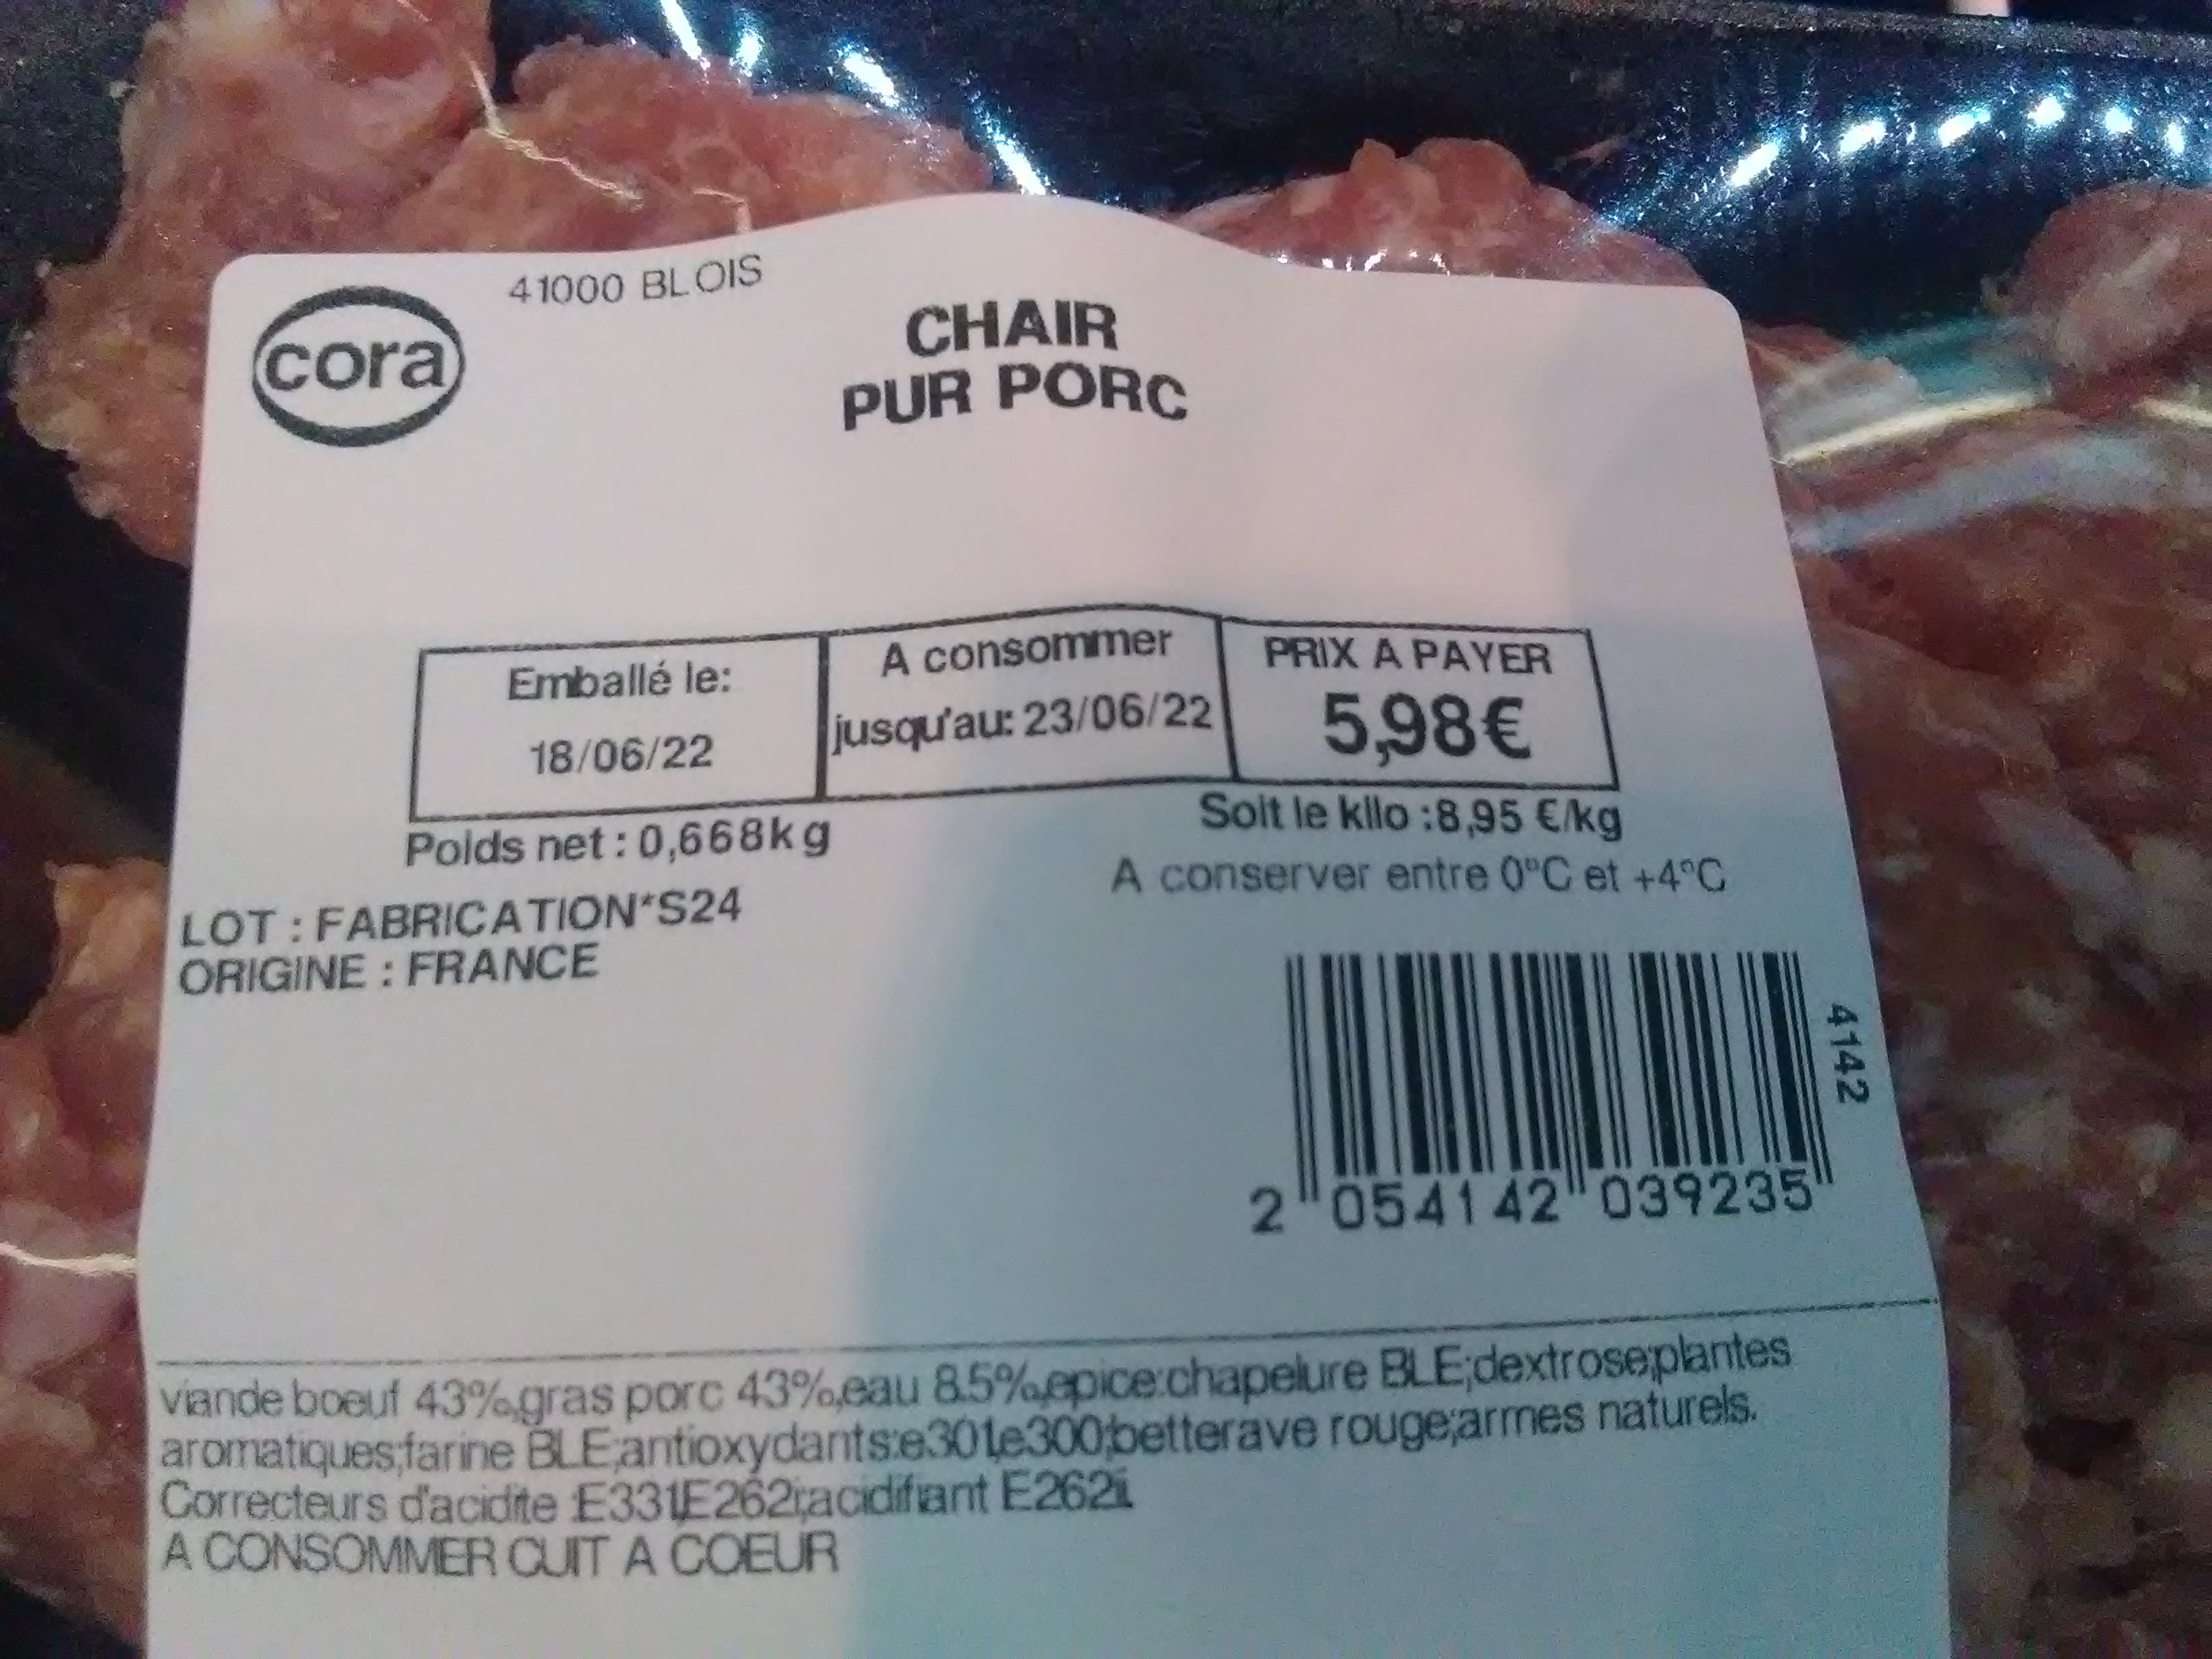 cora
41000 BLOIS
CHAIR
PUR PORC
Emballé le:
18/06/22
A consommer
jusqu'au: 23/06/22
PRIX A PAYER
5,98€
Poids net : 0,668kg
Soit le kilo :8,95 €/kg
A conserver entre 0°C et +4°C
LOT : FABRICATION*S24
ORIGINE : FRANCE
4142
2 054142 039235
viande boeuf 43%,gras porc 43%,eau 8.5%,epice:chapelure BLE;dextrose;plantes
aromatiques;farine BLE;antioxydants:e301,e300;betterave rouge;armes naturels.
Correcteurs d'acidite :E331,E262i;acidifiant E262ii.
A CONSOMMER CUIT A COEUR